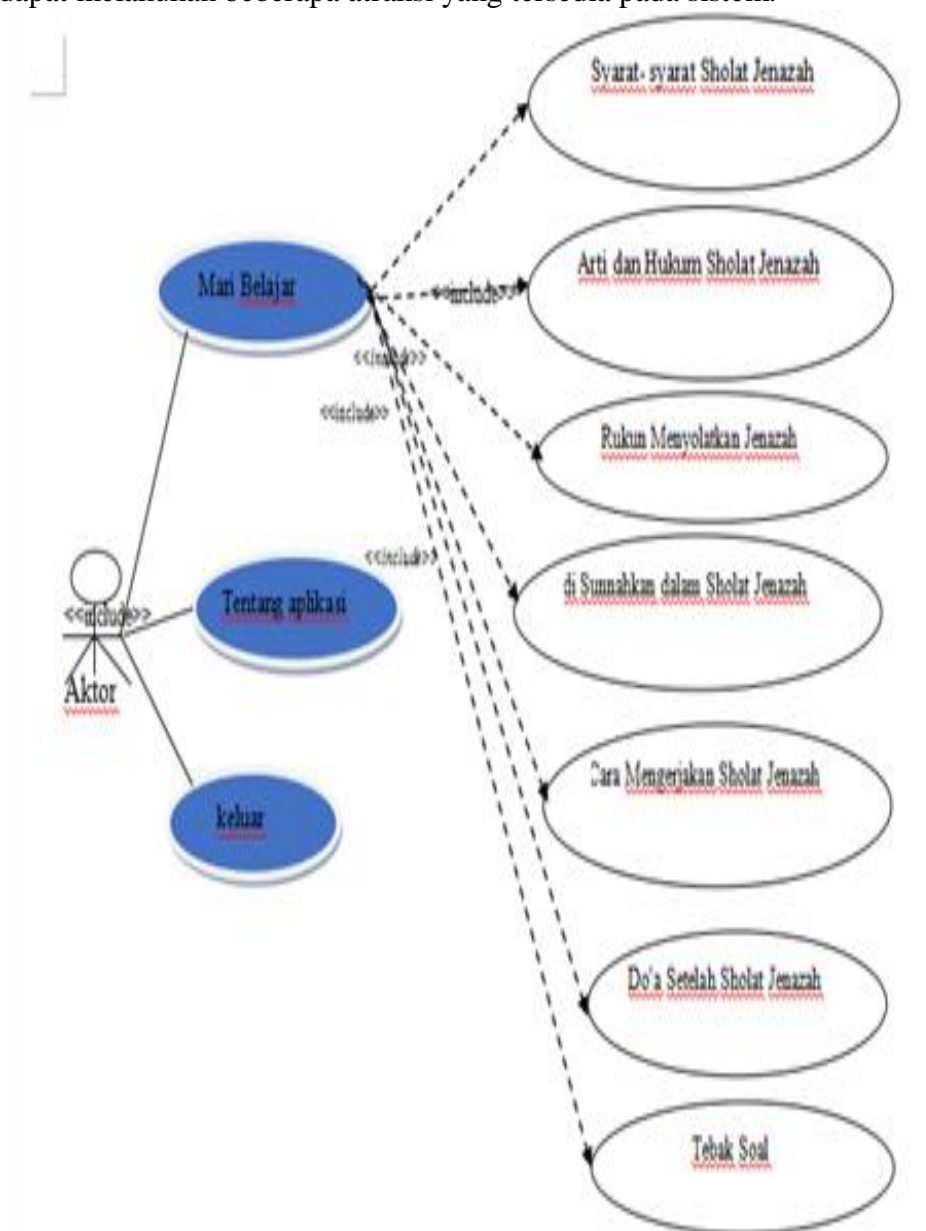 dapat melakukan beberapa atraksi yang tersedia pada sistem.
Syarat- syarat Sholat Jenazah
Mari Belajar
Arti dan Hukum Sholat Jenazah
<<include>>
<<include>>
<<include>>
Rukun Menyolatkan Jenazah
<<include>>
Tentang aplikasi
di Sunnahkan dalam Sholat Jenazah
<<include>>
Aktor
Cara Mengerjakan Sholat Jenazah
keluar
Do'a Setelah Sholat Jenazah
Tebak Soal